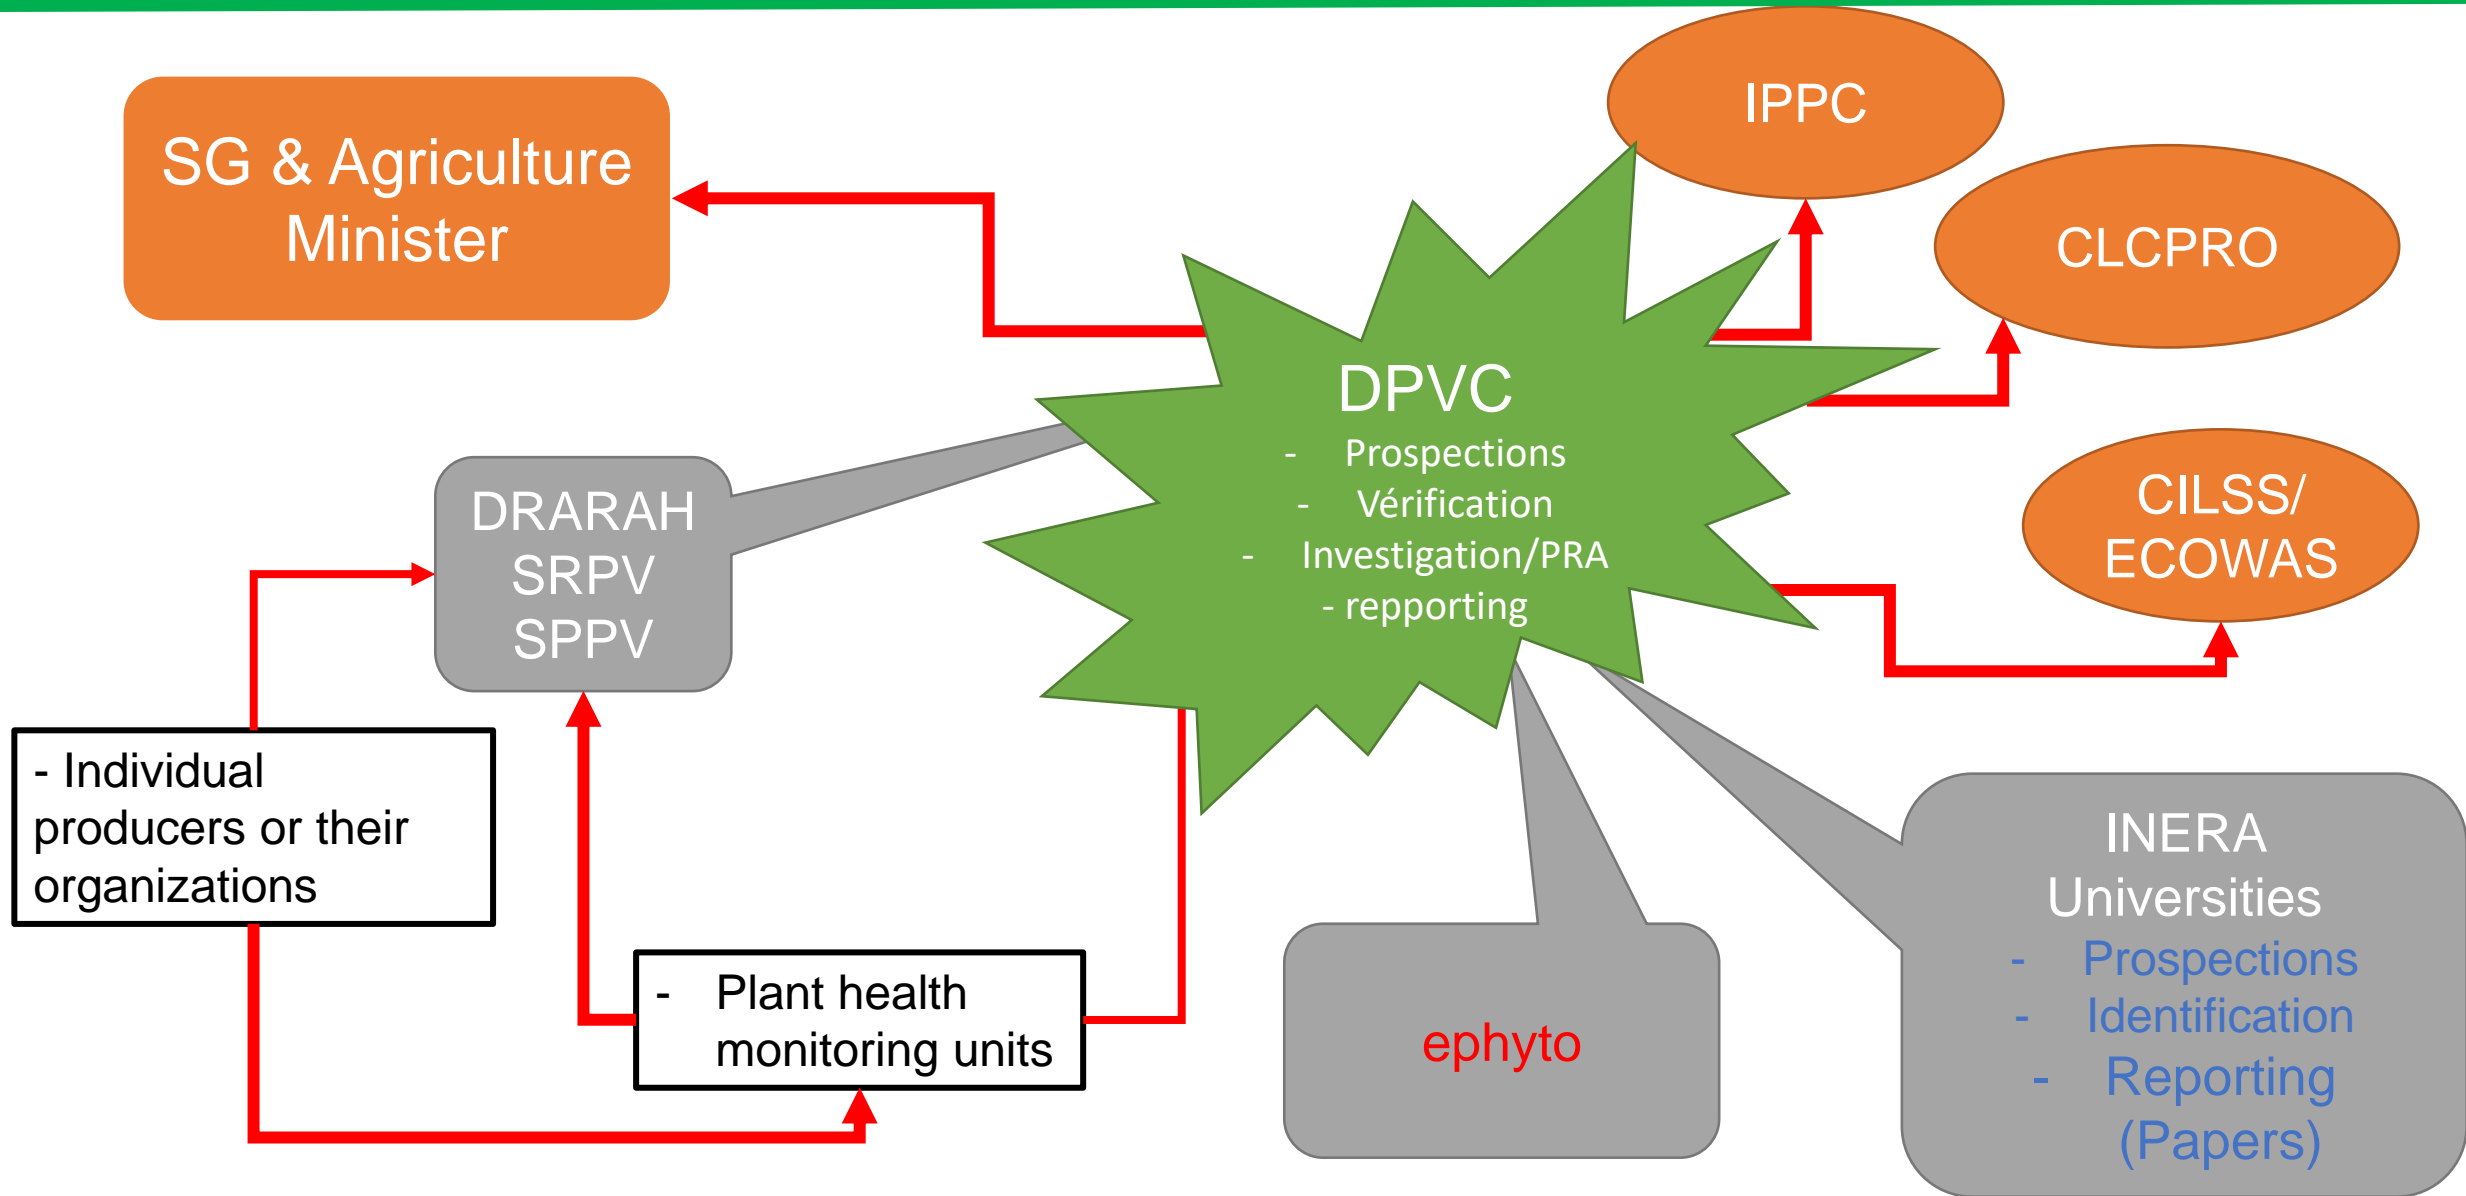 SG & Agriculture
Minister
IPPC
CLCPRO
CILSS/
ECOWAS
DPVC
- Prospections
- Vérification
- Investigation/PRA
- repporting
DRARAH
SRPV
SPPV
- Individual
producers or their
organizations
- Plant health
monitoring units
ephyto
INERA
Universities
- Prospections
- Identification
- Reporting
(Papers)